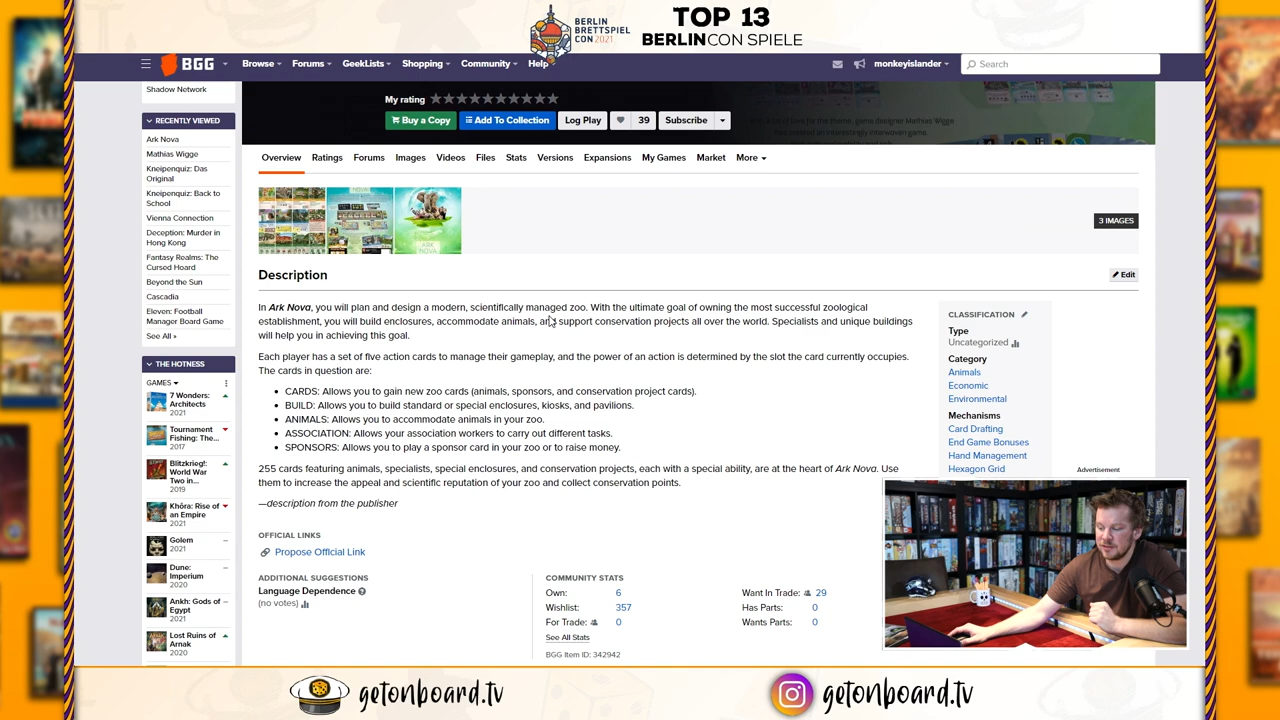 BERLIN
BRETTSPIEL
CON 2021
TOP 13
BERLINCON SPIELE
BGG
Browse
Forums
GeekLists
Shopping
Community
Help
monkeyislander
Search
Shadow Network
RECENTLY VIEWED
Ark Nova
Mathias Wigge
Kneipenquiz: Das
Original
Kneipenquiz: Back to
School
Vienna Connection
Deception: Murder in
Hong Kong
Fantasy Realms: The
Cursed Hoard
Beyond the Sun
Cascadia
Eleven: Football
Manager Board Game
See All »
THE HOTNESS
GAMES
7 Wonders:
Architects
2021
Tournament
Fishing: The...
2017
Blitzkrieg!:
World War
Two in...
2019
Khôra: Rise of
an Empire
2021
Golem
2021
Dune:
Imperium
2020
Ankh: Gods of
Egypt
2021
Lost Ruins of
Arnak
2020
My rating
Buy a Copy
Add To Collection
Log Play
39
Subscribe
Overview
Ratings
Forums
Images
Videos
Files
Stats
Versions
Expansions
My Games
Market
More
ARK
NOVA
3 IMAGES
Description
Edit
In Ark Nova, you will plan and design a modern, scientifically managed zoo. With the ultimate goal of owning the most successful zoological
establishment, you will build enclosures, accommodate animals, and support conservation projects all over the world. Specialists and unique buildings
will help you in achieving this goal.
Each player has a set of five action cards to manage their gameplay, and the power of an action is determined by the slot the card currently occupies.
The cards in question are:
• CARDS: Allows you to gain new zoo cards (animals, sponsors, and conservation project cards).
• BUILD: Allows you to build standard or special enclosures, kiosks, and pavilions.
• ANIMALS: Allows you to accommodate animals in your zoo.
• ASSOCIATION: Allows your association workers to carry out different tasks.
• SPONSORS: Allows you to play a sponsor card in your zoo or to raise money.
255 cards featuring animals, specialists, special enclosures, and conservation projects, each with a special ability, are at the heart of Ark Nova. Use
them to increase the appeal and scientific reputation of your zoo and collect conservation points.
—description from the publisher
OFFICIAL LINKS
Propose Official Link
ADDITIONAL SUGGESTIONS
Language Dependence
(no votes)
COMMUNITY STATS
Own: 6
Wishlist: 357
For Trade: 0
See All Stats
BGG Item ID: 342942
Want In Trade: 29
Has Parts: 0
Wants Parts: 0
CLASSIFICATION
Type
Uncategorized
Category
Animals
Economic
Environmental
Mechanisms
Card Drafting
End Game Bonuses
Hand Management
Hexagon Grid
Advertisement
getonboard.tv
getonboard.tv